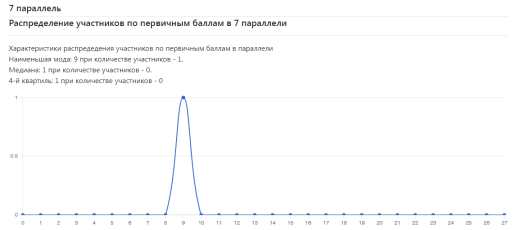 7 параллель
Распределение участников по первичным баллам в 7 параллели
Характеристики распредедения участников по первичным баллам в параллели
Наименьшая мода: 9 при количестве участников - 1.
Медиана: 1 при количестве участников - 0.
4-й квартиль: 1 при количестве участников - 0
1
0.5
0
0 1 2 3 4 5 6 7 8 9 10 11 12 13 14 15 16 17 18 19 20 21 22 23 24 25 26 27